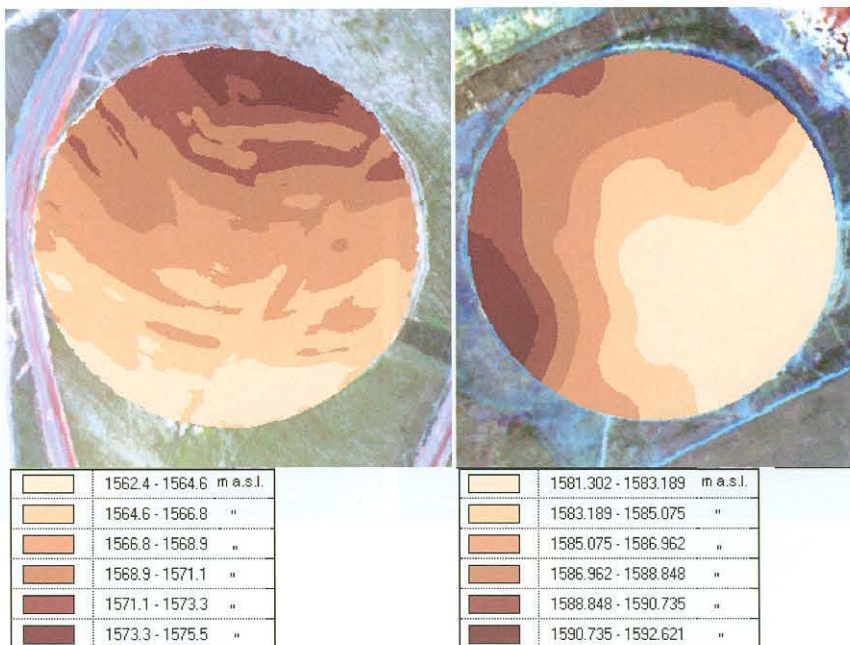 1562.4 - 1564.6 m a.s.l.
1564.6 - 1566.8 "
1566.8 - 1568.9 "
1568.9 - 1571.1 "
1571.1 - 1573.3 "
1573.3 - 1575.5 "
1581.302 - 1583.189 m a.s.l.
1583.189 - 1585.075 "
1585.075 - 1586.962 "
1586.962 - 1588.848 "
1588.848 - 1590.735 "
1590.735 - 1592.621 "